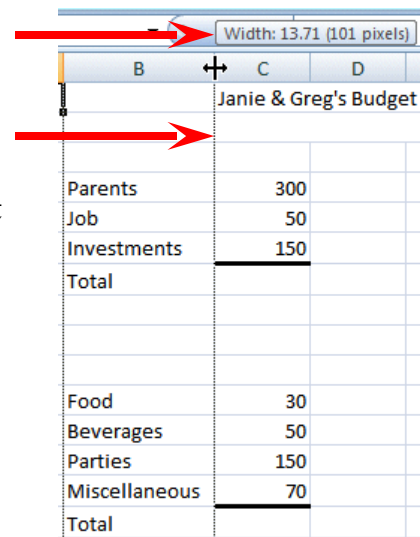 Width: 13.71 (101 pixels)
B C D
Janie & Greg's Budget
Parents 300
Job 50
Investments 150
Total
Food 30
Beverages 50
Parties 150
Miscellaneous 70
Total